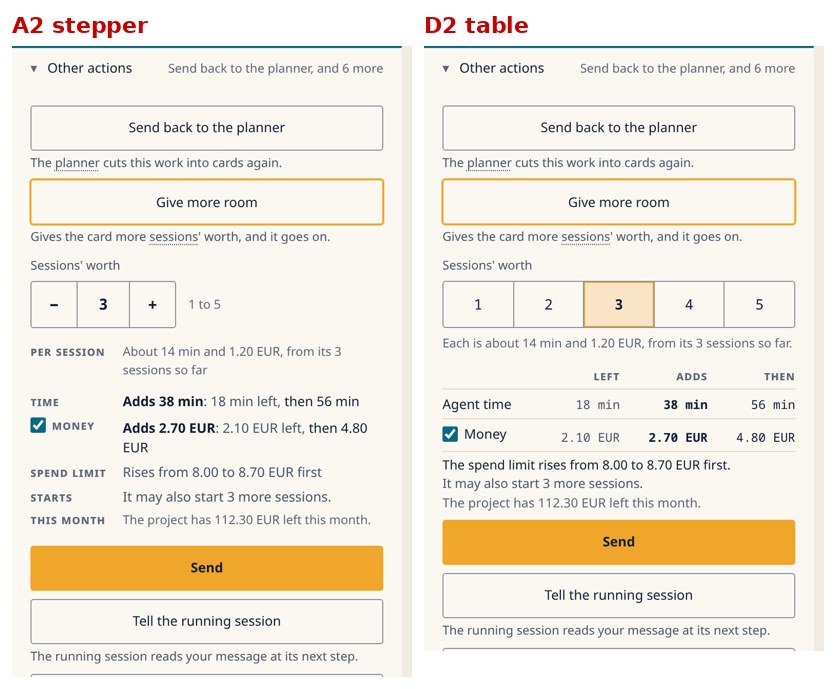 A2 stepper
▼ Other actions Send back to the planner, and 6 more
Send back to the planner
The planner cuts this work into cards again.
Give more room
Gives the card more sessions' worth, and it goes on.
Sessions' worth
− 3 + 1 to 5
PER SESSION About 14 min and 1.20 EUR, from its 3
sessions so far
TIME Adds 38 min: 18 min left, then 56 min
MONEY Adds 2.70 EUR: 2.10 EUR left, then 4.80
EUR
SPEND LIMIT Rises from 8.00 to 8.70 EUR first
STARTS It may also start 3 more sessions.
THIS MONTH The project has 112.30 EUR left this month.
Send
Tell the running session
The running session reads your message at its next step.
D2 table
▼ Other actions Send back to the planner, and 6 more
Send back to the planner
The planner cuts this work into cards again.
Give more room
Gives the card more sessions' worth, and it goes on.
Sessions' worth
1 2 3 4 5
Each is about 14 min and 1.20 EUR, from its 3 sessions so far.
LEFT ADDS THEN
Agent time 18 min 38 min 56 min
Money 2.10 EUR 2.70 EUR 4.80 EUR
The spend limit rises from 8.00 to 8.70 EUR first.
It may also start 3 more sessions.
The project has 112.30 EUR left this month.
Send
Tell the running session
The running session reads your message at its next step.